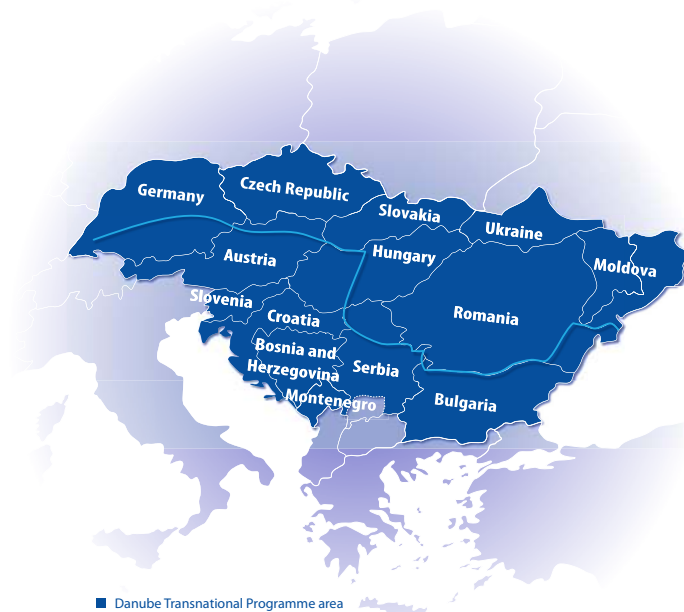 Germany
Czech Republic
Slovakia
Ukraine
Austria
Hungary
Moldova
Slovenia
Croatia
Romania
Bosnia and
Herzegovina
Serbia
Montenegro
Bulgaria
Danube Transnational Programme area